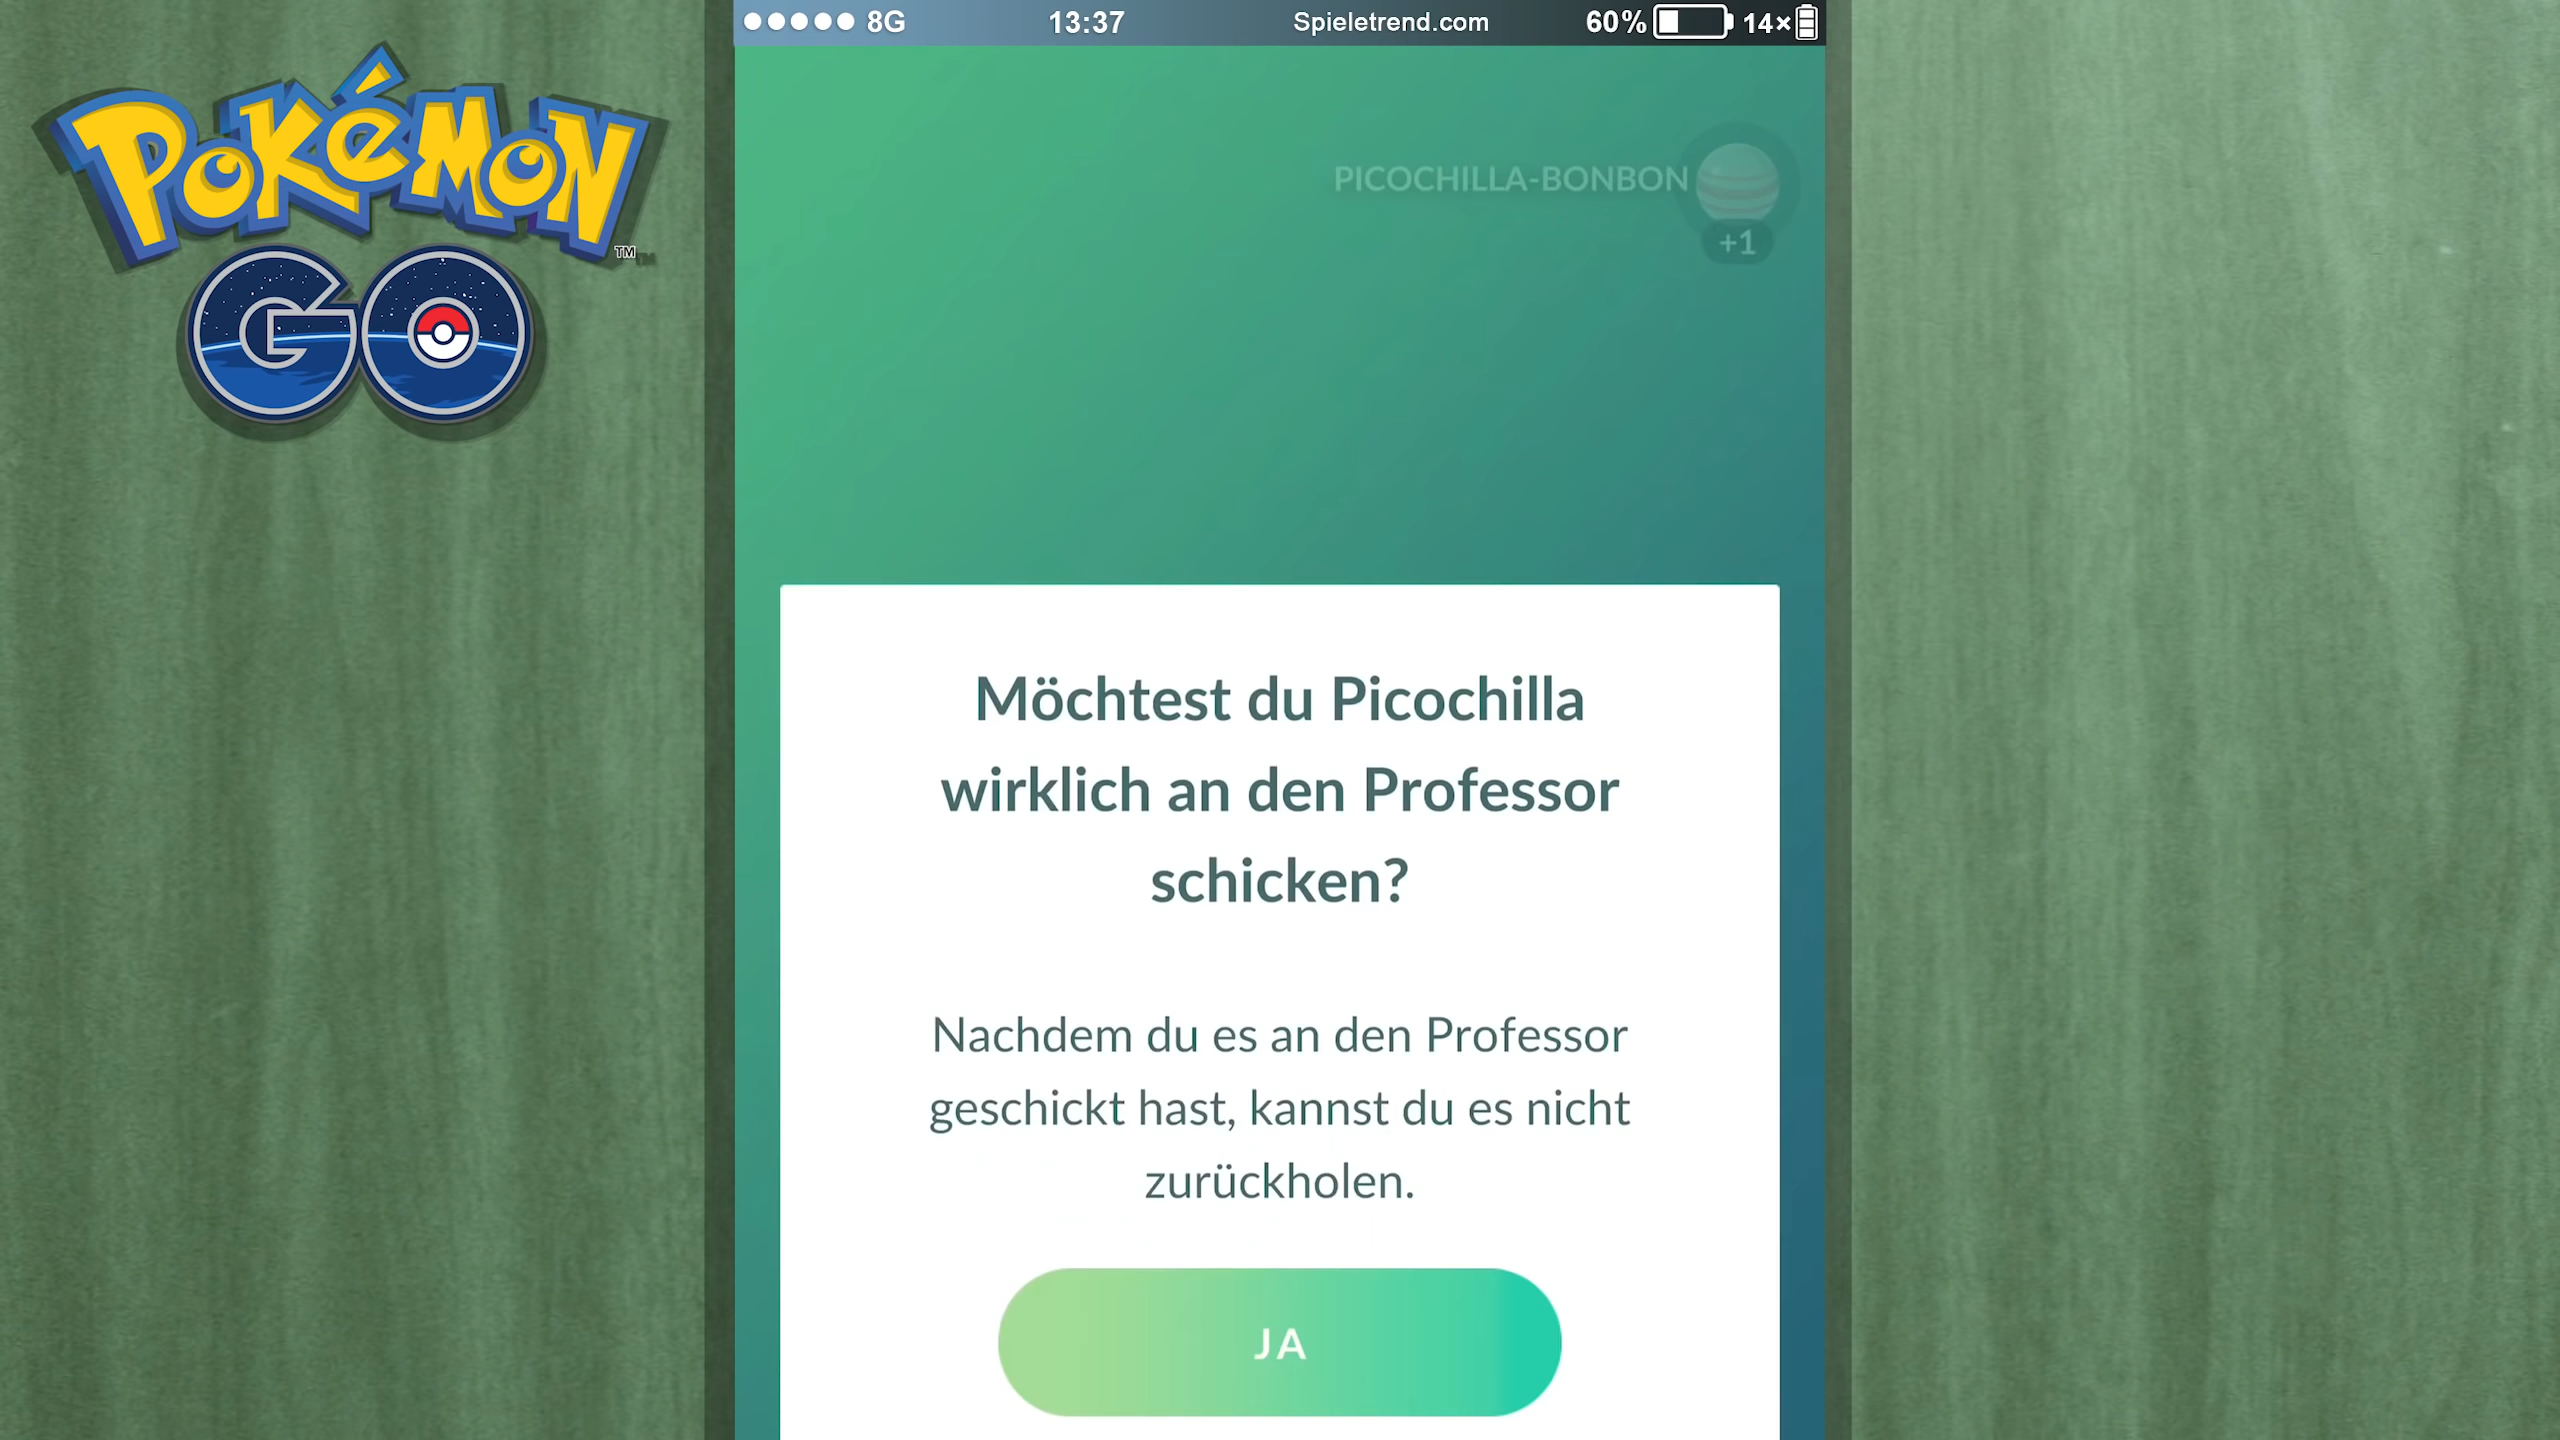 8G 13:37 Spieletrend.com 60% 14×
POKéMON
TM
GO
PICOCHILLA-BONBON
+1
Möchtest du Picochilla
wirklich an den Professor
schicken?
Nachdem du es an den Professor
geschickt hast, kannst du es nicht
zurückholen.
JA